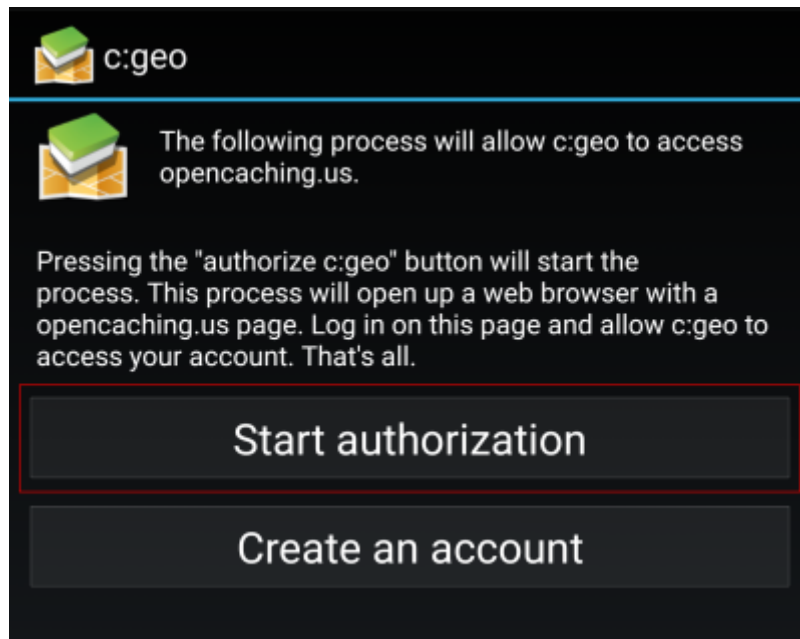 c:geo
The following process will allow c:geo to access
opencaching.us.
Pressing the "authorize c:geo" button will start the
process. This process will open up a web browser with a
opencaching.us page. Log in on this page and allow c:geo to
access your account. That's all.
Start authorization
Create an account